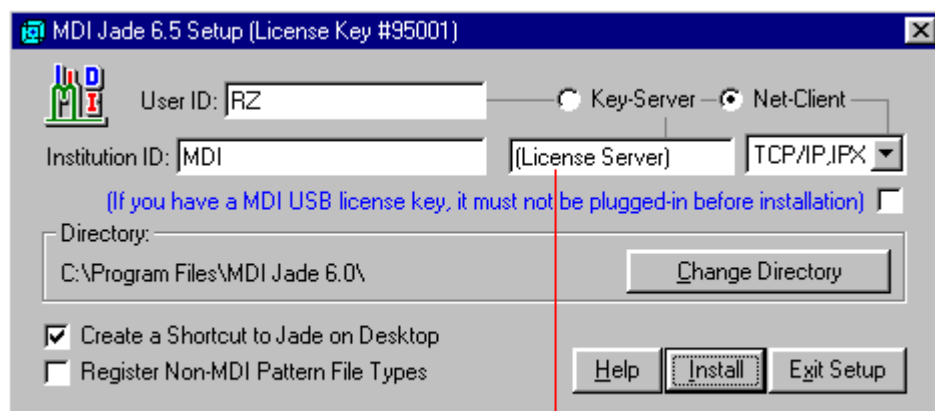 MDI Jade 6.5 Setup (License Key #95001)
MDI
User ID: RZ Key-Server Net-Client
Institution ID: MDI (License Server) TCP/IP,IPX
(If you have a MDI USB license key, it must not be plugged-in before installation)
Directory:
C:\Program Files\MDI Jade 6.0\ Change Directory
Create a Shortcut to Jade on Desktop
Register Non-MDI Pattern File Types
Help Install Exit Setup